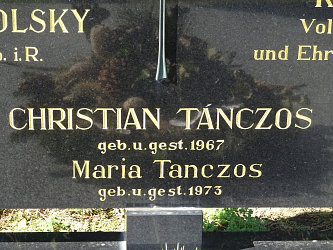 OLSKY
i.R.
Vol
und Ehr
CHRISTIAN TÁNCZOS
geb.u.gest.1967
Maria Tanczos
geb.u.gest.1973